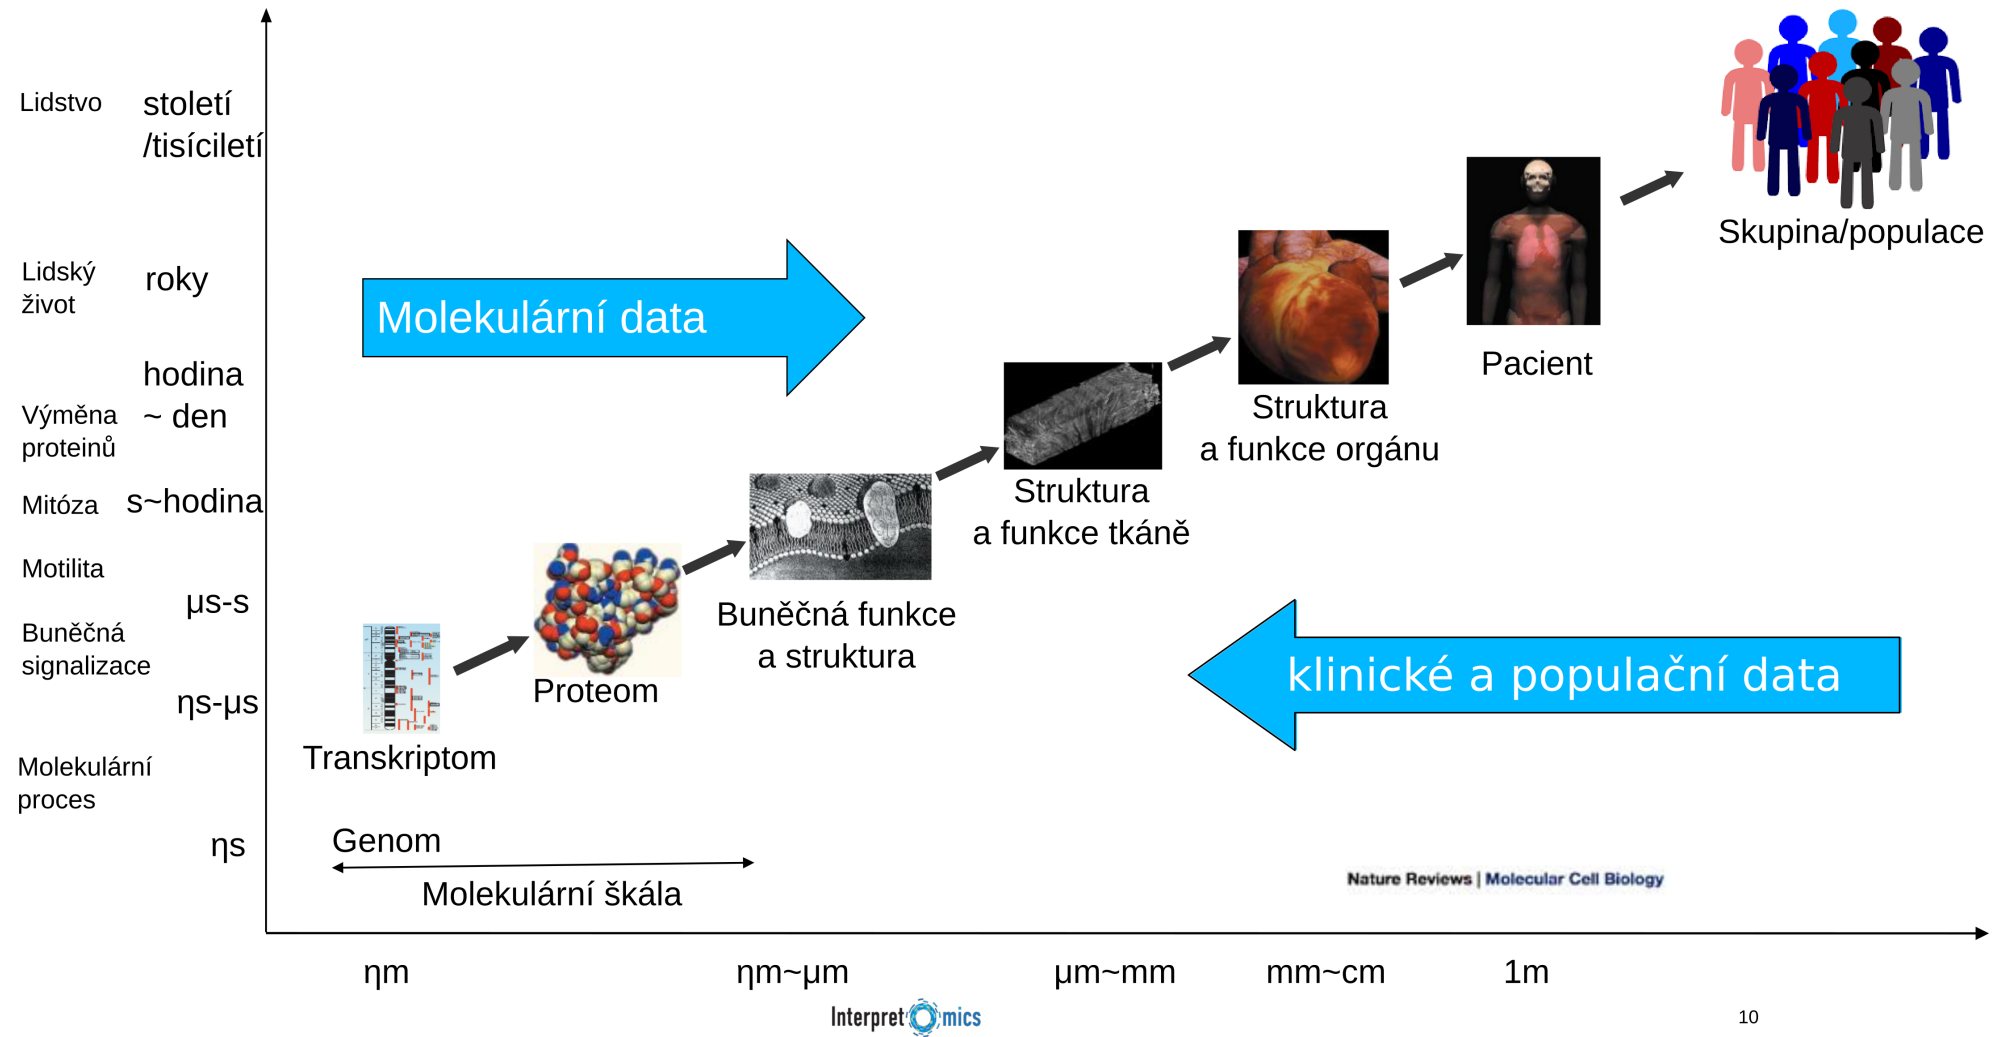 Lidstvo
století
/tisíciletí
Lidský
život
roky
hodina
~ den
Výměna
proteinů
Mitóza
s~hodina
Motilita
μs-s
Buněčná
signalizace
ηs-μs
Molekulární
proces
ηs
Molekulární data
Skupina/populace
Pacient
Struktura
a funkce orgánu
Struktura
a funkce tkáně
Buněčná funkce
a struktura
Proteom
Transkriptom
klinické a populační data
Genom
Molekulární škála
Nature Reviews | Molecular Cell Biology
ηm
ηm~μm
μm~mm
mm~cm
1m
Interpretomics
10